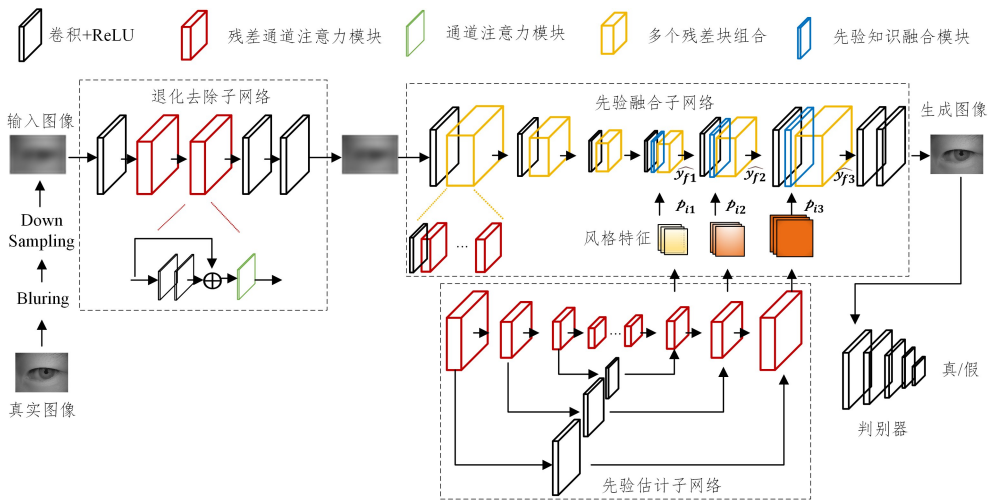 卷积+ReLU
残差通道注意力模块
通道注意力模块
多个残差块组合
先验知识融合模块
退化去除子网络
先验融合子网络
输入图像
生成图像
Down
Sampling
Bluring
真实图像
...
y_{f1}
y_{f2}
y_{f3}
p_{i1}
p_{i2}
p_{i3}
风格特征
...
真/假
判别器
先验估计子网络